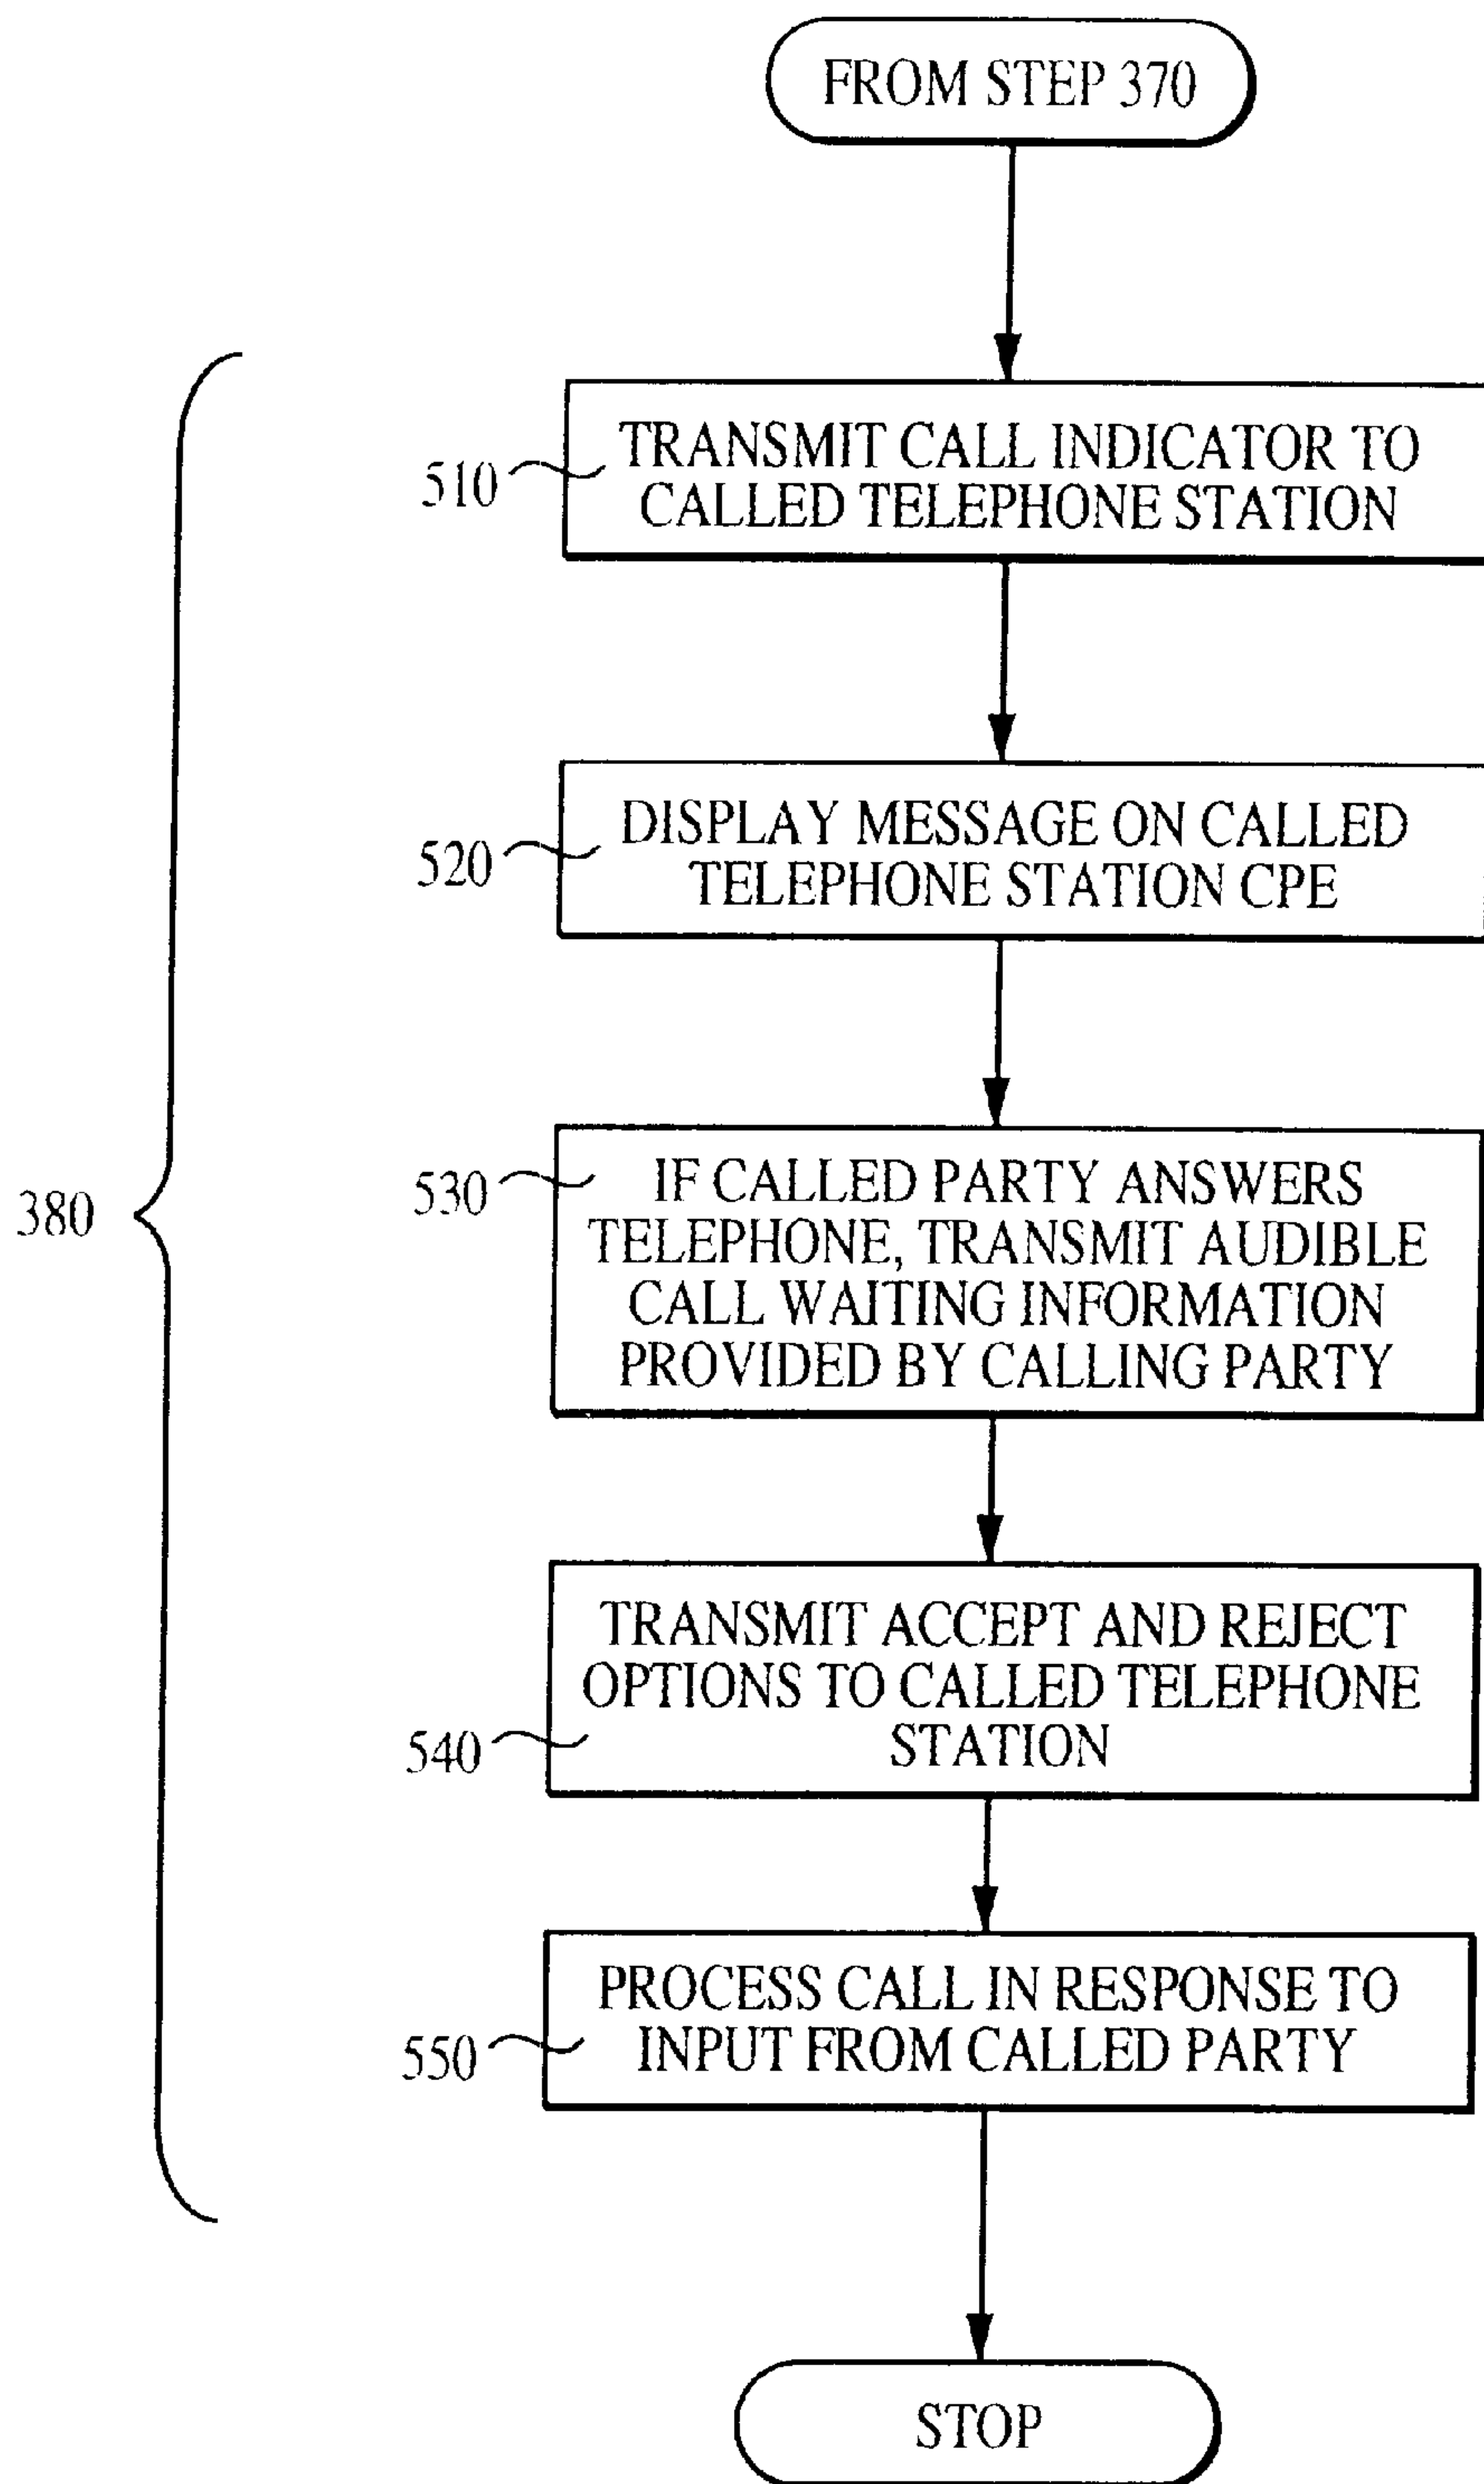 FROM STEP 370
510
TRANSMIT CALL INDICATOR TO
CALLED TELEPHONE STATION
520
DISPLAY MESSAGE ON CALLED
TELEPHONE STATION CPE
380
530
IF CALLED PARTY ANSWERS
TELEPHONE, TRANSMIT AUDIBLE
CALL WAITING INFORMATION
PROVIDED BY CALLING PARTY
540
TRANSMIT ACCEPT AND REJECT
OPTIONS TO CALLED TELEPHONE
STATION
550
PROCESS CALL IN RESPONSE TO
INPUT FROM CALLED PARTY
STOP